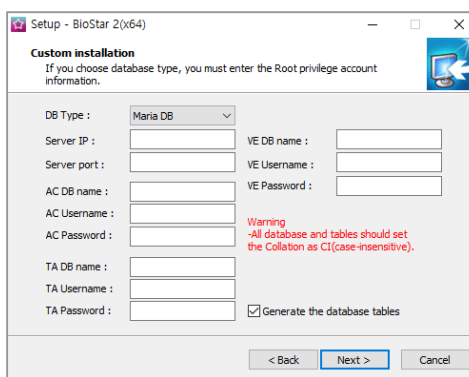 Setup - BioStar 2(x64)
Custom installation
If you choose database type, you must enter the Root privilege account
information.
DB Type :
Maria DB
Server IP :
Server port :
AC DB name :
AC Username :
AC Password :
TA DB name :
TA Username :
TA Password :
VE DB name :
VE Username :
VE Password :
Warning
-All database and tables should set
the Collation as CI(case-insensitive).
Generate the database tables
< Back
Next >
Cancel